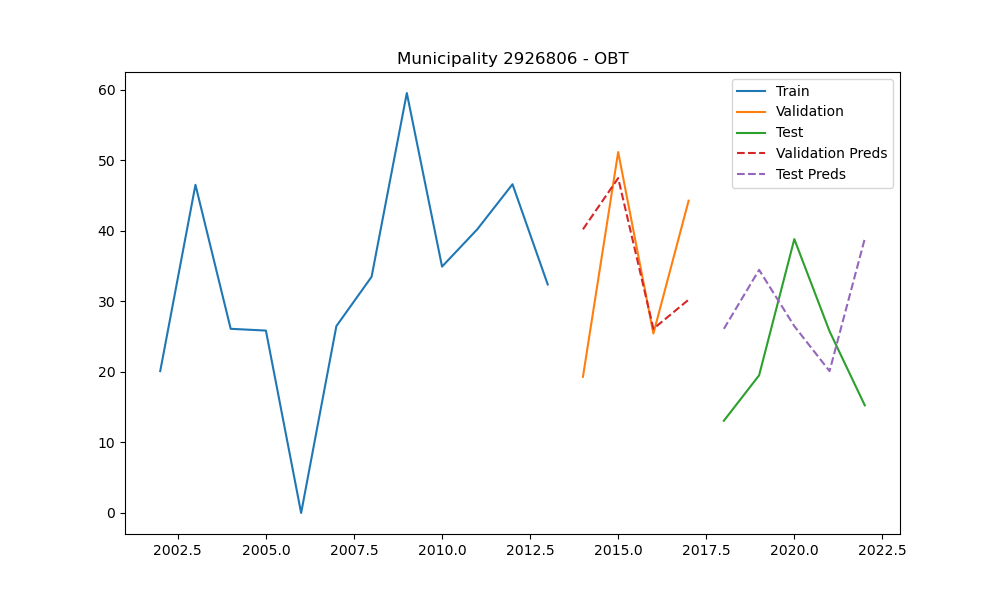 Municipality 2926806 - OBT
Train
Validation
Test
Validation Preds
Test Preds
60
50
40
30
20
10
0
2002.5 2005.0 2007.5 2010.0 2012.5 2015.0 2017.5 2020.0 2022.5